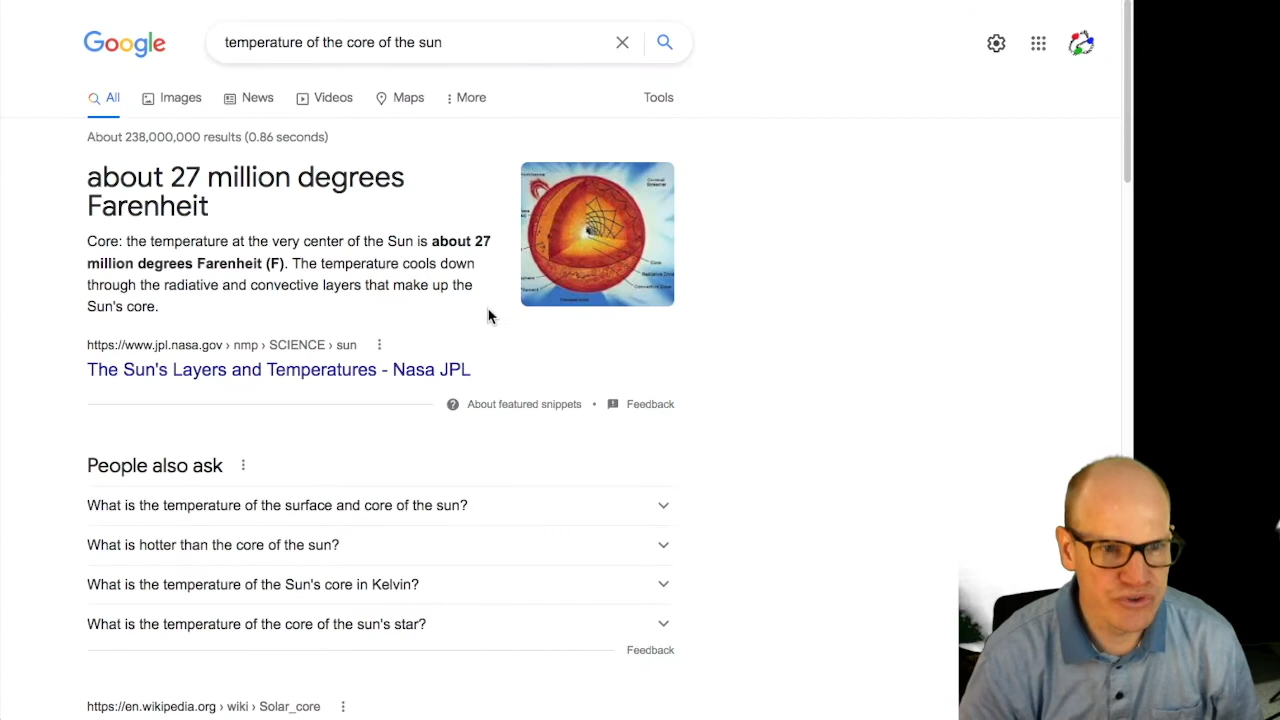 Google
temperature of the core of the sun
All Images News Videos Maps More Tools
About 238,000,000 results (0.86 seconds)
about 27 million degrees
Farenheit
Core: the temperature at the very center of the Sun is about 27
million degrees Farenheit (F). The temperature cools down
through the radiative and convective layers that make up the
Sun's core.
https://www.jpl.nasa.gov › nmp › SCIENCE › sun
The Sun's Layers and Temperatures - Nasa JPL
About featured snippets • Feedback
People also ask
What is the temperature of the surface and core of the sun?
What is hotter than the core of the sun?
What is the temperature of the Sun's core in Kelvin?
What is the temperature of the core of the sun's star?
Feedback
https://en.wikipedia.org › wiki › Solar_core